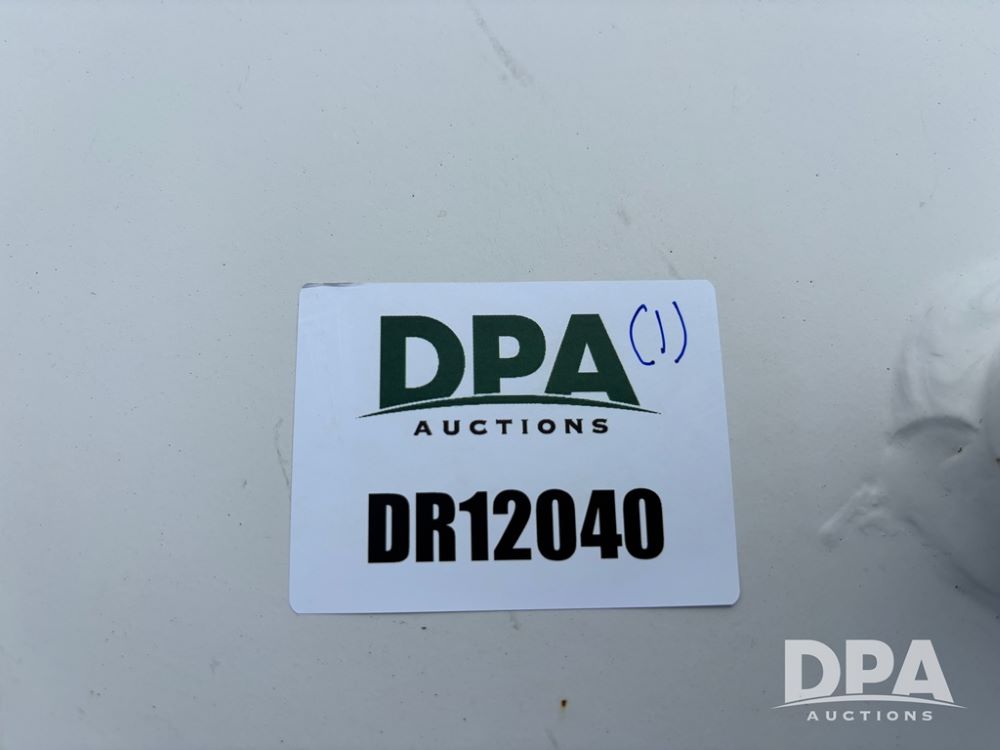 DPA (1)
AUCTIONS
DR12040
DPA
AUCTIONS